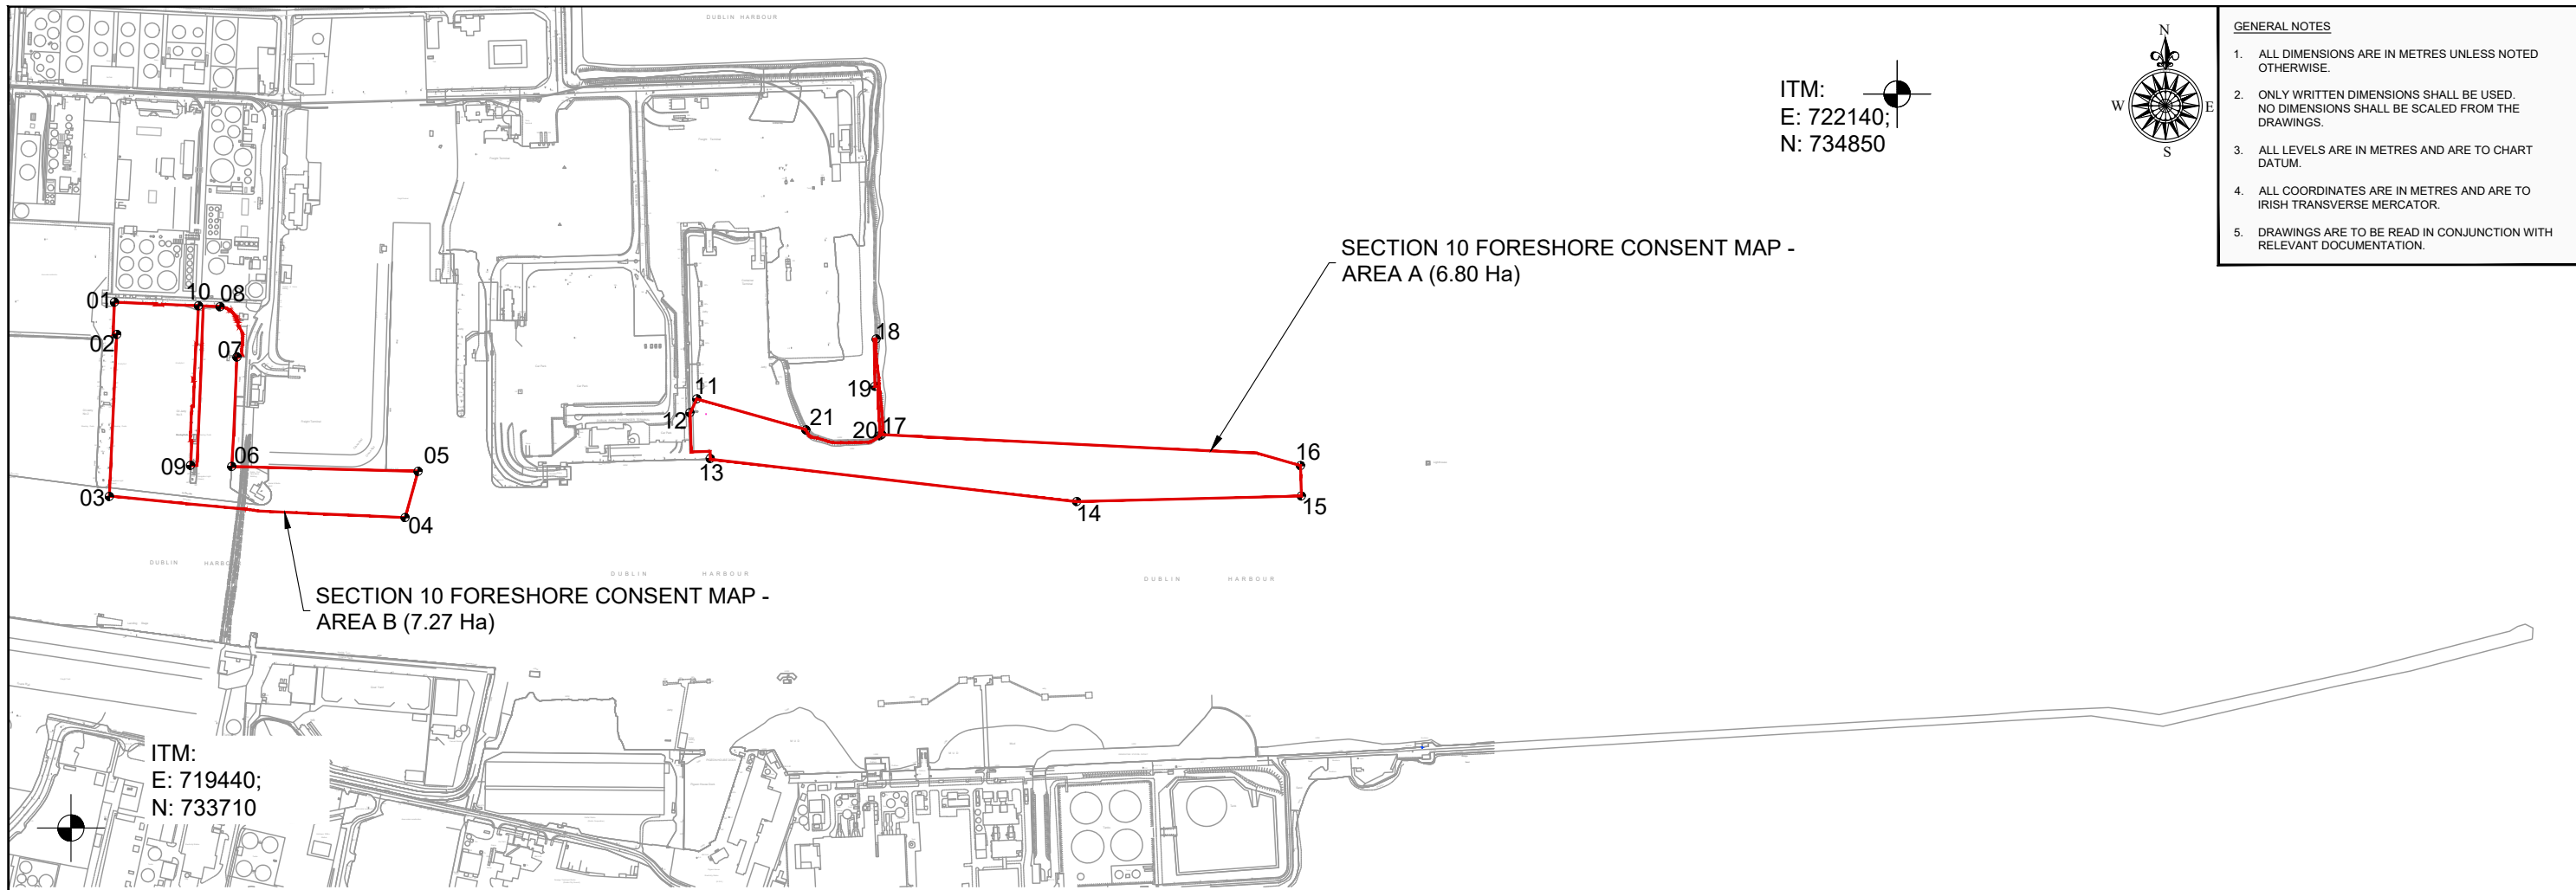 DUBLIN HARBOUR
ITM:
E: 722140;
N: 734850
N
W
E
S
GENERAL NOTES
1. ALL DIMENSIONS ARE IN METRES UNLESS NOTED
OTHERWISE.
2. ONLY WRITTEN DIMENSIONS SHALL BE USED.
NO DIMENSIONS SHALL BE SCALED FROM THE
DRAWINGS.
3. ALL LEVELS ARE IN METRES AND ARE TO CHART
DATUM.
4. ALL COORDINATES ARE IN METRES AND ARE TO
IRISH TRANSVERSE MERCATOR.
5. DRAWINGS ARE TO BE READ IN CONJUNCTION WITH
RELEVANT DOCUMENTATION.
SECTION 10 FORESHORE CONSENT MAP -
AREA A (6.80 Ha)
01
10
08
02
07
18
19
11
12
21
20
17
09
06
05
13
16
03
04
14
15
DUBLIN HARBO
DUBLIN HARBOUR
DUBLIN HARBOUR
SECTION 10 FORESHORE CONSENT MAP -
AREA B (7.27 Ha)
ITM:
E: 719440;
N: 733710